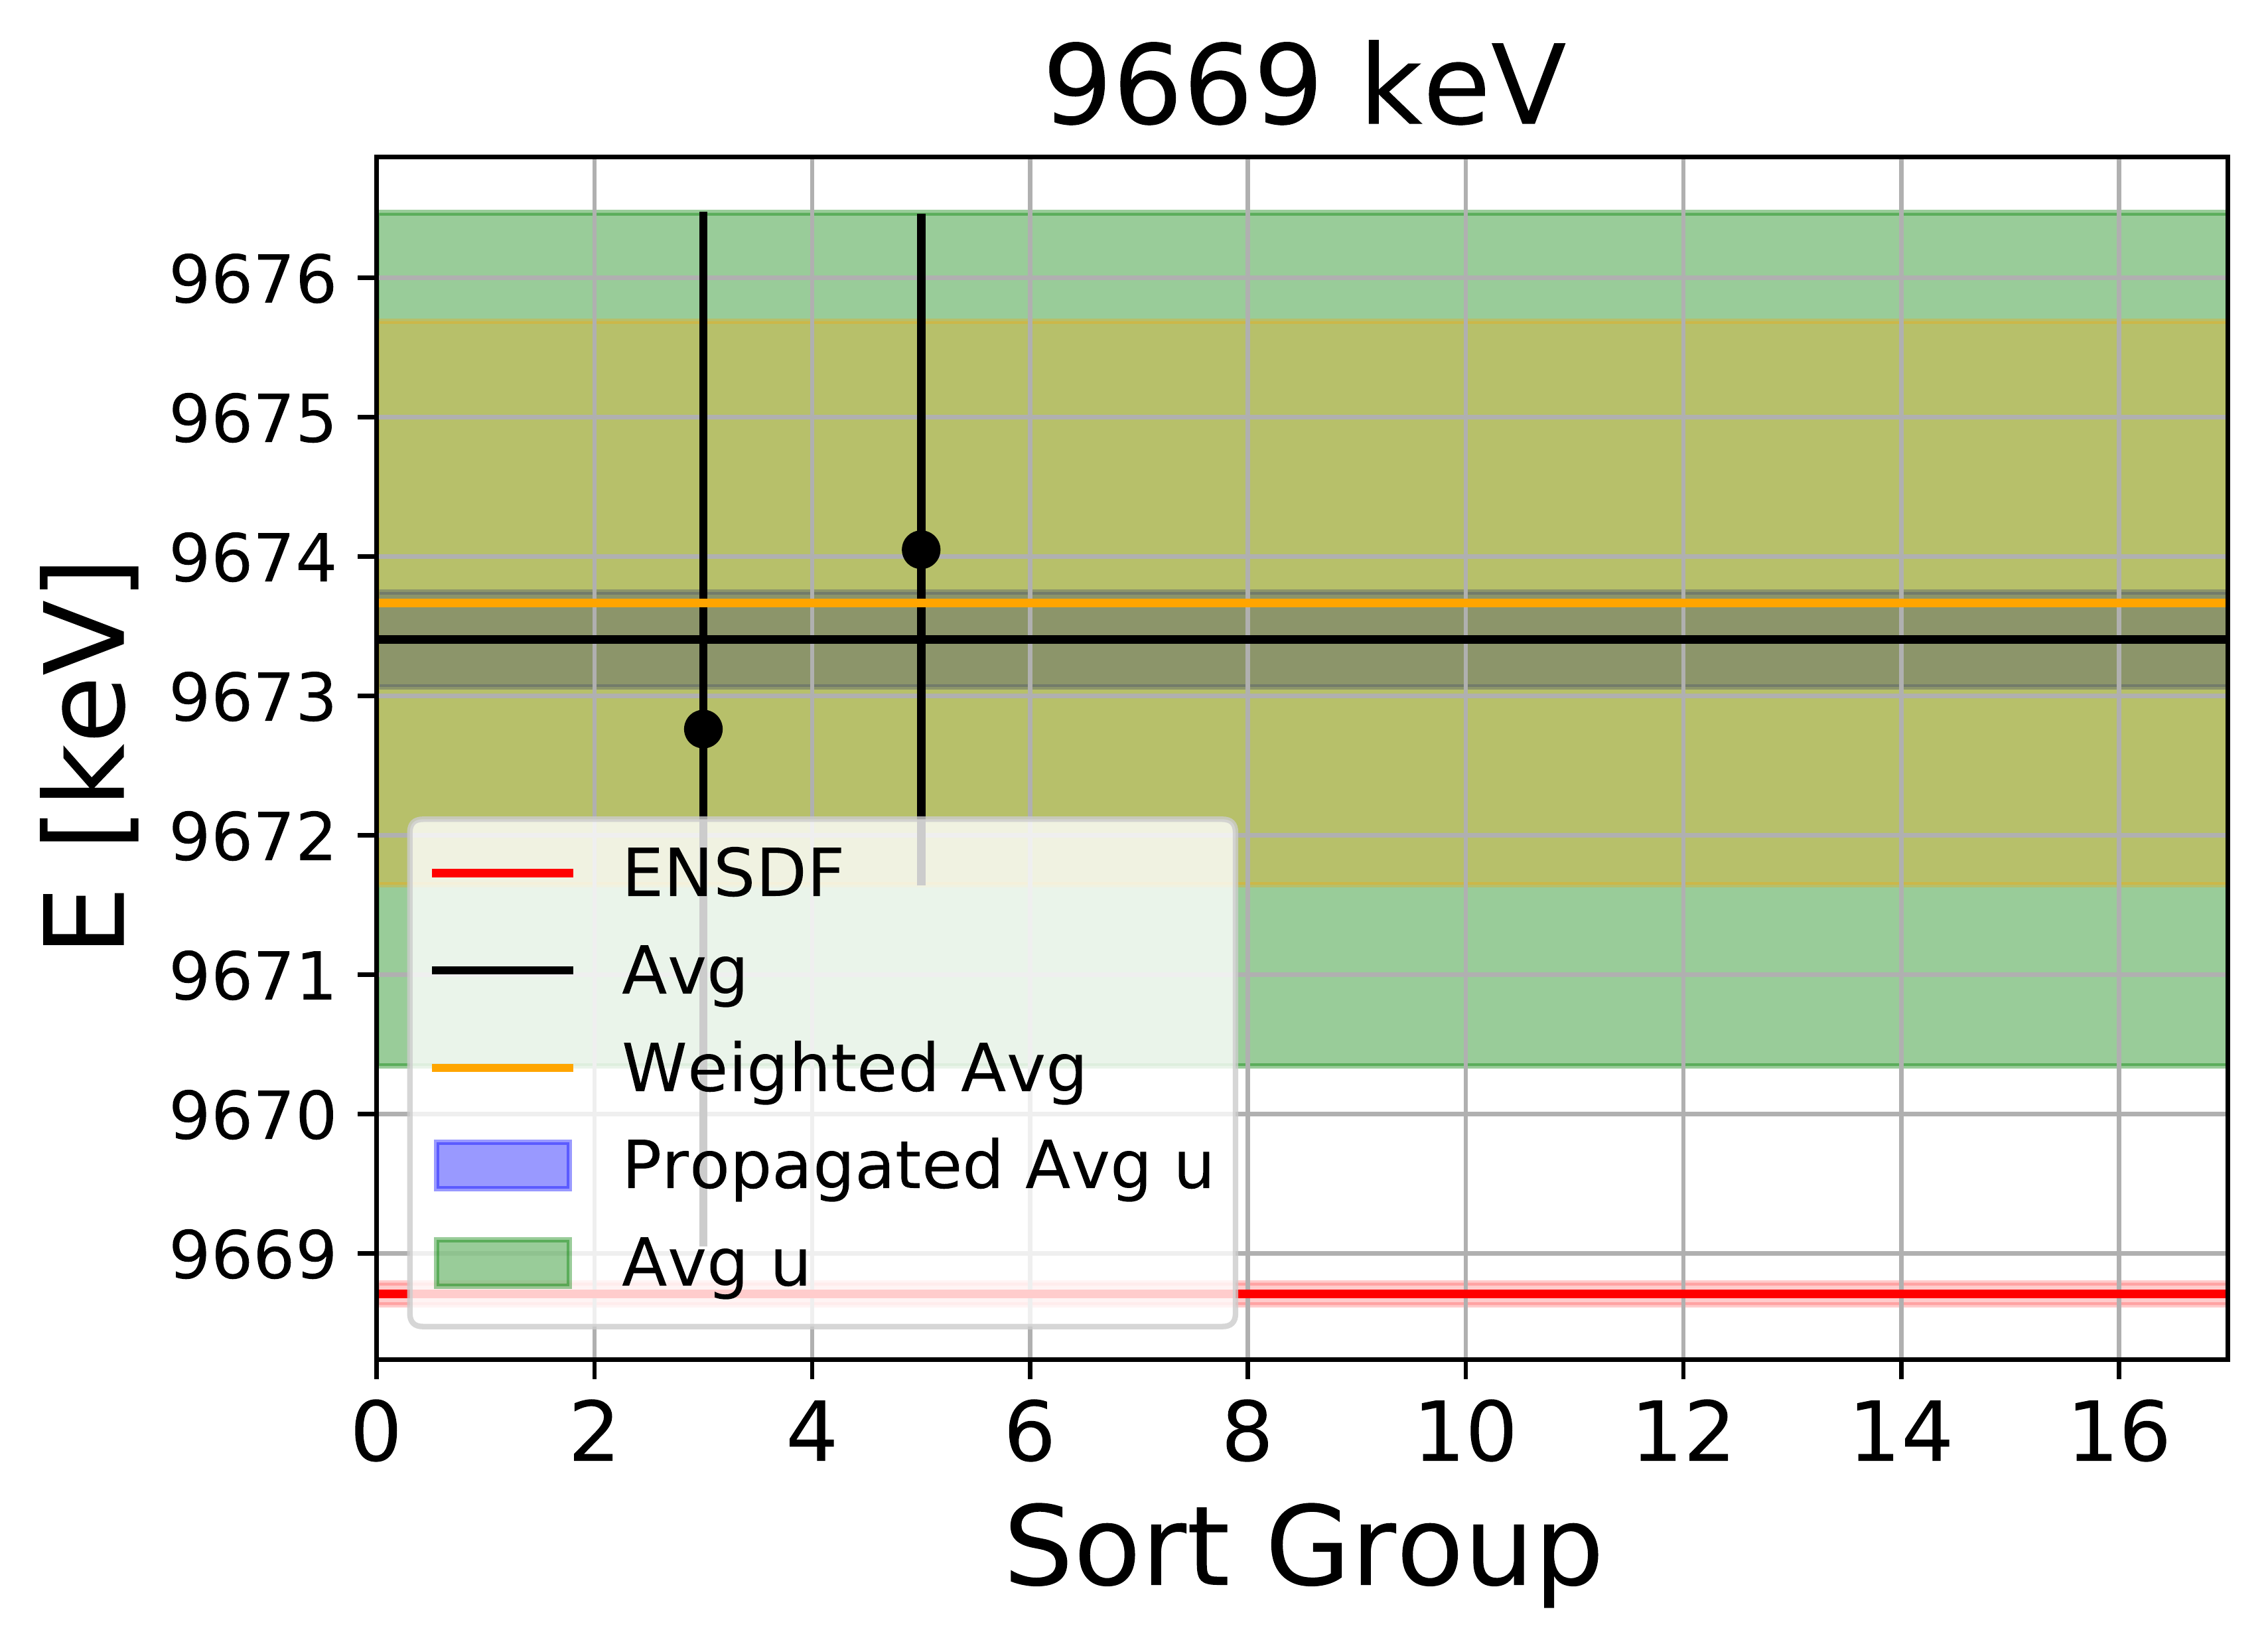 9669 keV
E [keV]
9676
9675
9674
9673
9672
9671
9670
9669
ENSDF
Avg
Weighted Avg
Propagated Avg u
Avg u
0 2 4 6 8 10 12 14 16
Sort Group